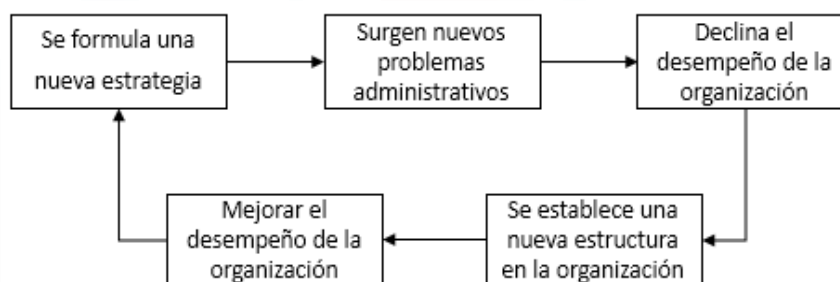 Se formula una
nueva estrategia
Surgen nuevos
problemas
administrativos
Declina el
desempeño de la
organización
Mejorar el
desempeño de la
organización
Se establece una
nueva estructura
en la organización